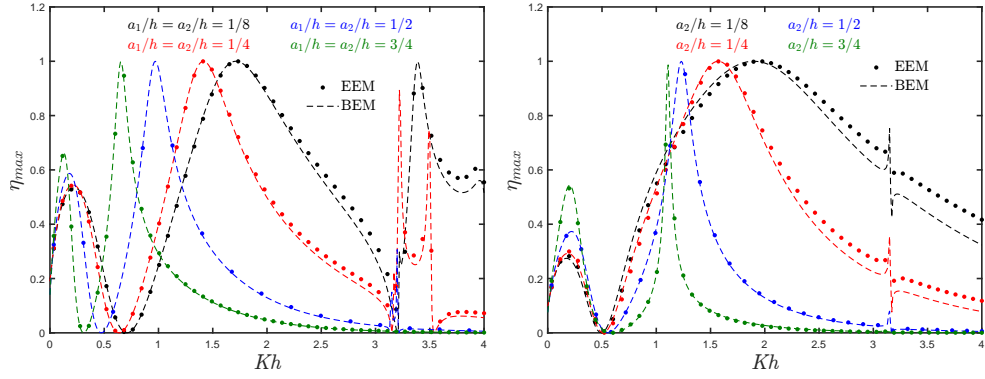 a₁/h = a₂/h = 1/8 a₁/h = a₂/h = 1/2
a₁/h = a₂/h = 1/4 a₁/h = a₂/h = 3/4
EEM
BEM
1
0.8
0.6
0.4
0.2
0
η_max
0 0.5 1 1.5 2 2.5 3 3.5 4
Kh
a₂/h = 1/8 a₂/h = 1/2
a₂/h = 1/4 a₂/h = 3/4
EEM
BEM
1
0.8
0.6
0.4
0.2
0
η_max
0 0.5 1 1.5 2 2.5 3 3.5 4
Kh